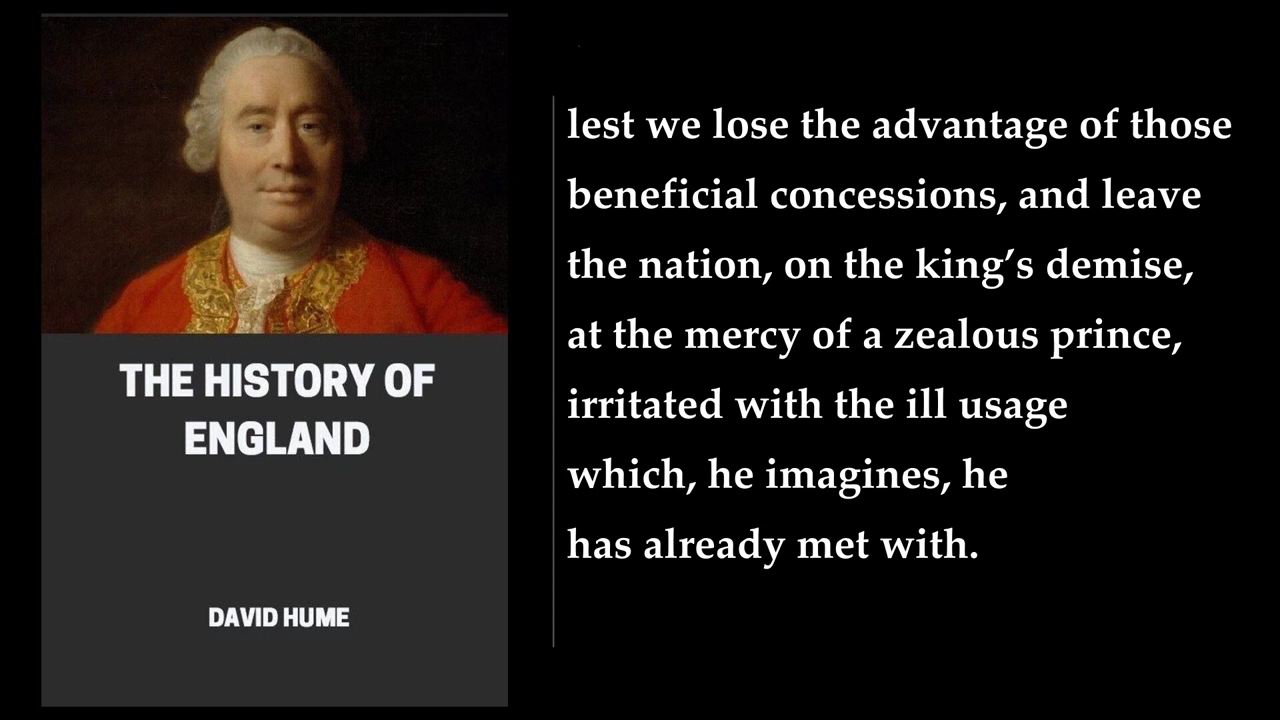 THE HISTORY OF
ENGLAND
DAVID HUME
lest we lose the advantage of those
beneficial concessions, and leave
the nation, on the king’s demise,
at the mercy of a zealous prince,
irritated with the ill usage
which, he imagines, he
has already met with.